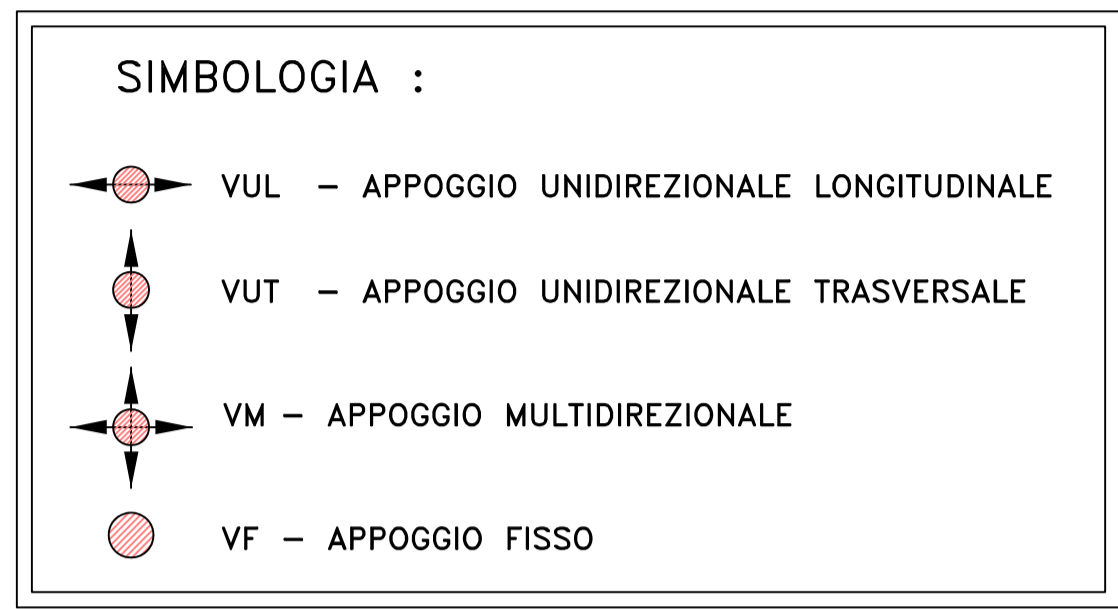 SIMBOLOGIA :
VUL – APPOGGIO UNIDIREZIONALE LONGITUDINALE
VUT – APPOGGIO UNIDIREZIONALE TRASVERSALE
VM – APPOGGIO MULTIDIREZIONALE
VF – APPOGGIO FISSO